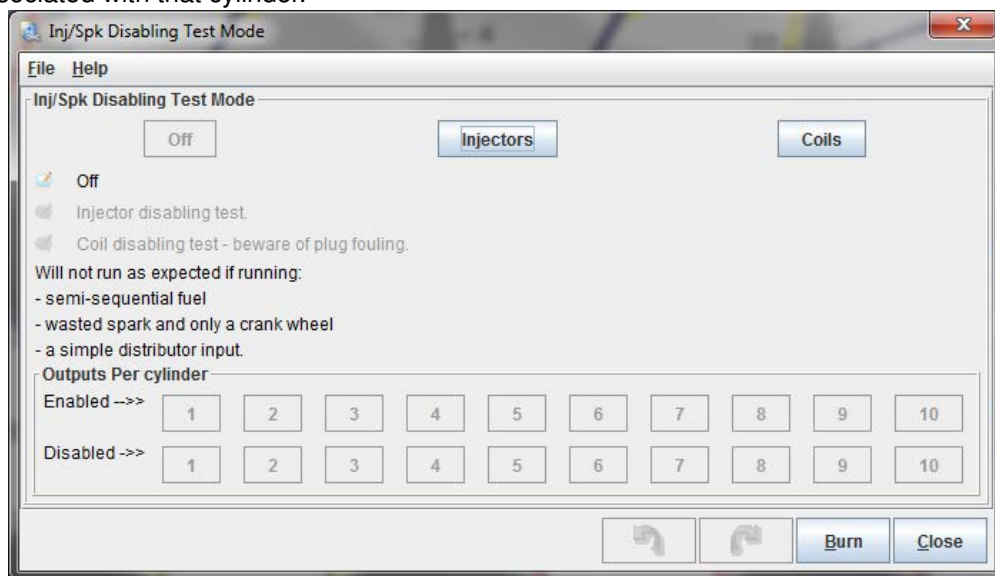 sociated with that cylinder.
Inj/Spk Disabling Test Mode
X
File Help
Inj/Spk Disabling Test Mode
Off Injectors Coils
Off
Injector disabling test.
Coil disabling test - beware of plug fouling.
Will not run as expected if running:
- semi-sequential fuel
- wasted spark and only a crank wheel
- a simple distributor input.
Outputs Per cylinder
Enabled -->> 1 2 3 4 5 6 7 8 9 10
Disabled ->> 1 2 3 4 5 6 7 8 9 10
Burn Close